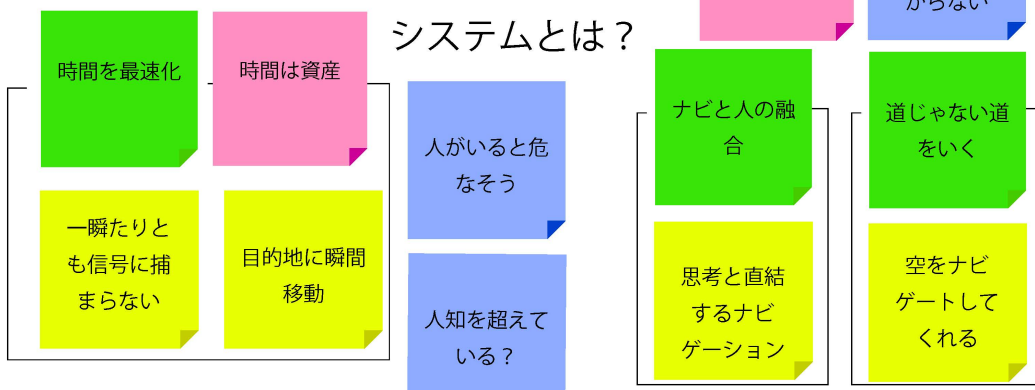 システムとは？
からない
時間を最速化
時間は資産
一瞬たりと
も信号に捕
まらない
目的地に瞬間
移動
人がいると危
なそう
人知を超えて
いる？
ナビと人の融
合
道じゃない道
をいく
思考と直結
するナビ
ゲーション
空をナビ
ゲートして
くれる